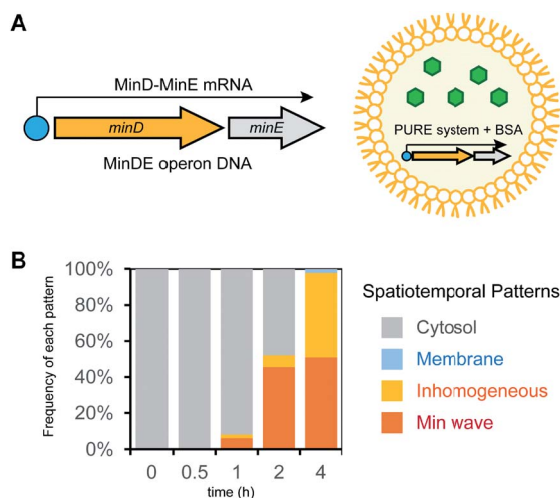 A
MinD-MinE mRNA
minD
minE
MinDE operon DNA
PURE system + BSA
B
Frequency of each pattern
100%
80%
60%
40%
20%
0%
0 0.5 1 2 4
time (h)
Spatiotemporal Patterns
Cytosol
Membrane
Inhomogeneous
Min wave